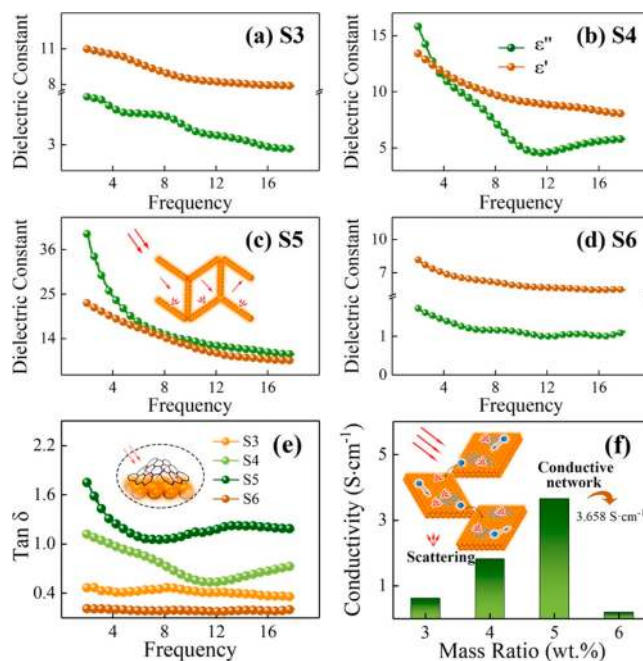 (a) S3
Dielectric Constant
11
8
3
4 8 12 16
Frequency
(b) S4
ε''
ε'
Dielectric Constant
15
10
5
4 8 12 16
Frequency
(c) S5
Dielectric Constant
36
25
14
4 8 12 16
Frequency
(d) S6
Dielectric Constant
10
7
1
0
4 8 12 16
Frequency
(e)
S3
S4
S5
S6
Tan δ
2.2
1.6
1.0
0.4
4 8 12 16
Frequency
(f)
Conductivity (S·cm⁻¹)
5
3
1
Conductive
network
3.658 S·cm⁻¹
Scattering
3 4 5 6
Mass Ratio (wt.%)